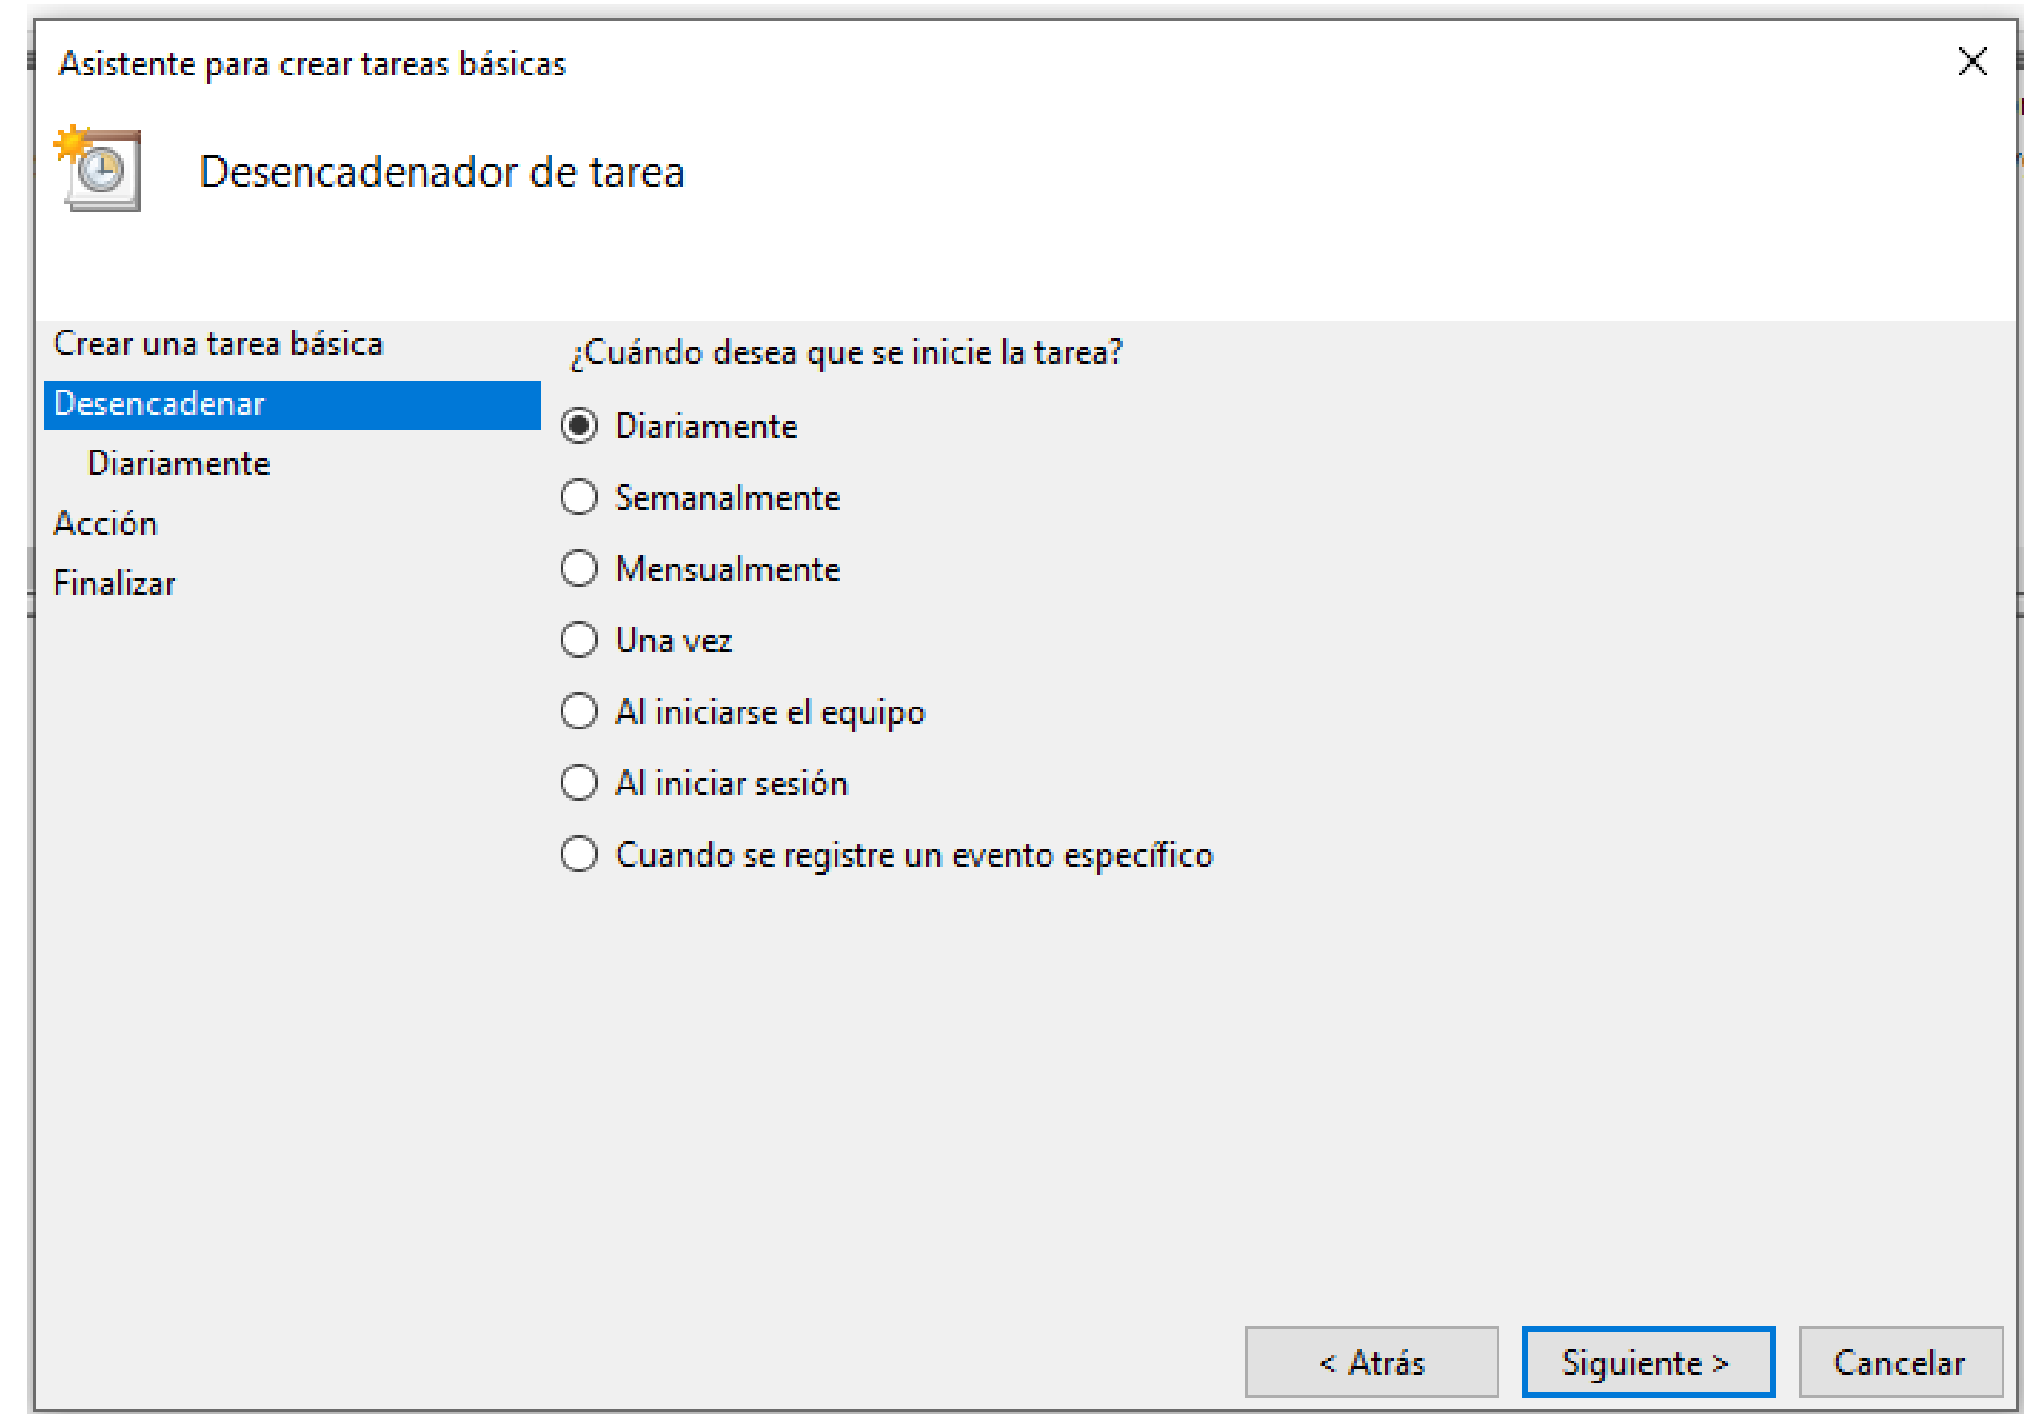 Asistente para crear tareas básicas
Desencadenador de tarea
Crear una tarea básica
Desencadenar
Diariamente
Acción
Finalizar
¿Cuándo desea que se inicie la tarea?
Diariamente
Semanalmente
Mensualmente
Una vez
Al iniciarse el equipo
Al iniciar sesión
Cuando se registre un evento específico
< Atrás
Siguiente >
Cancelar